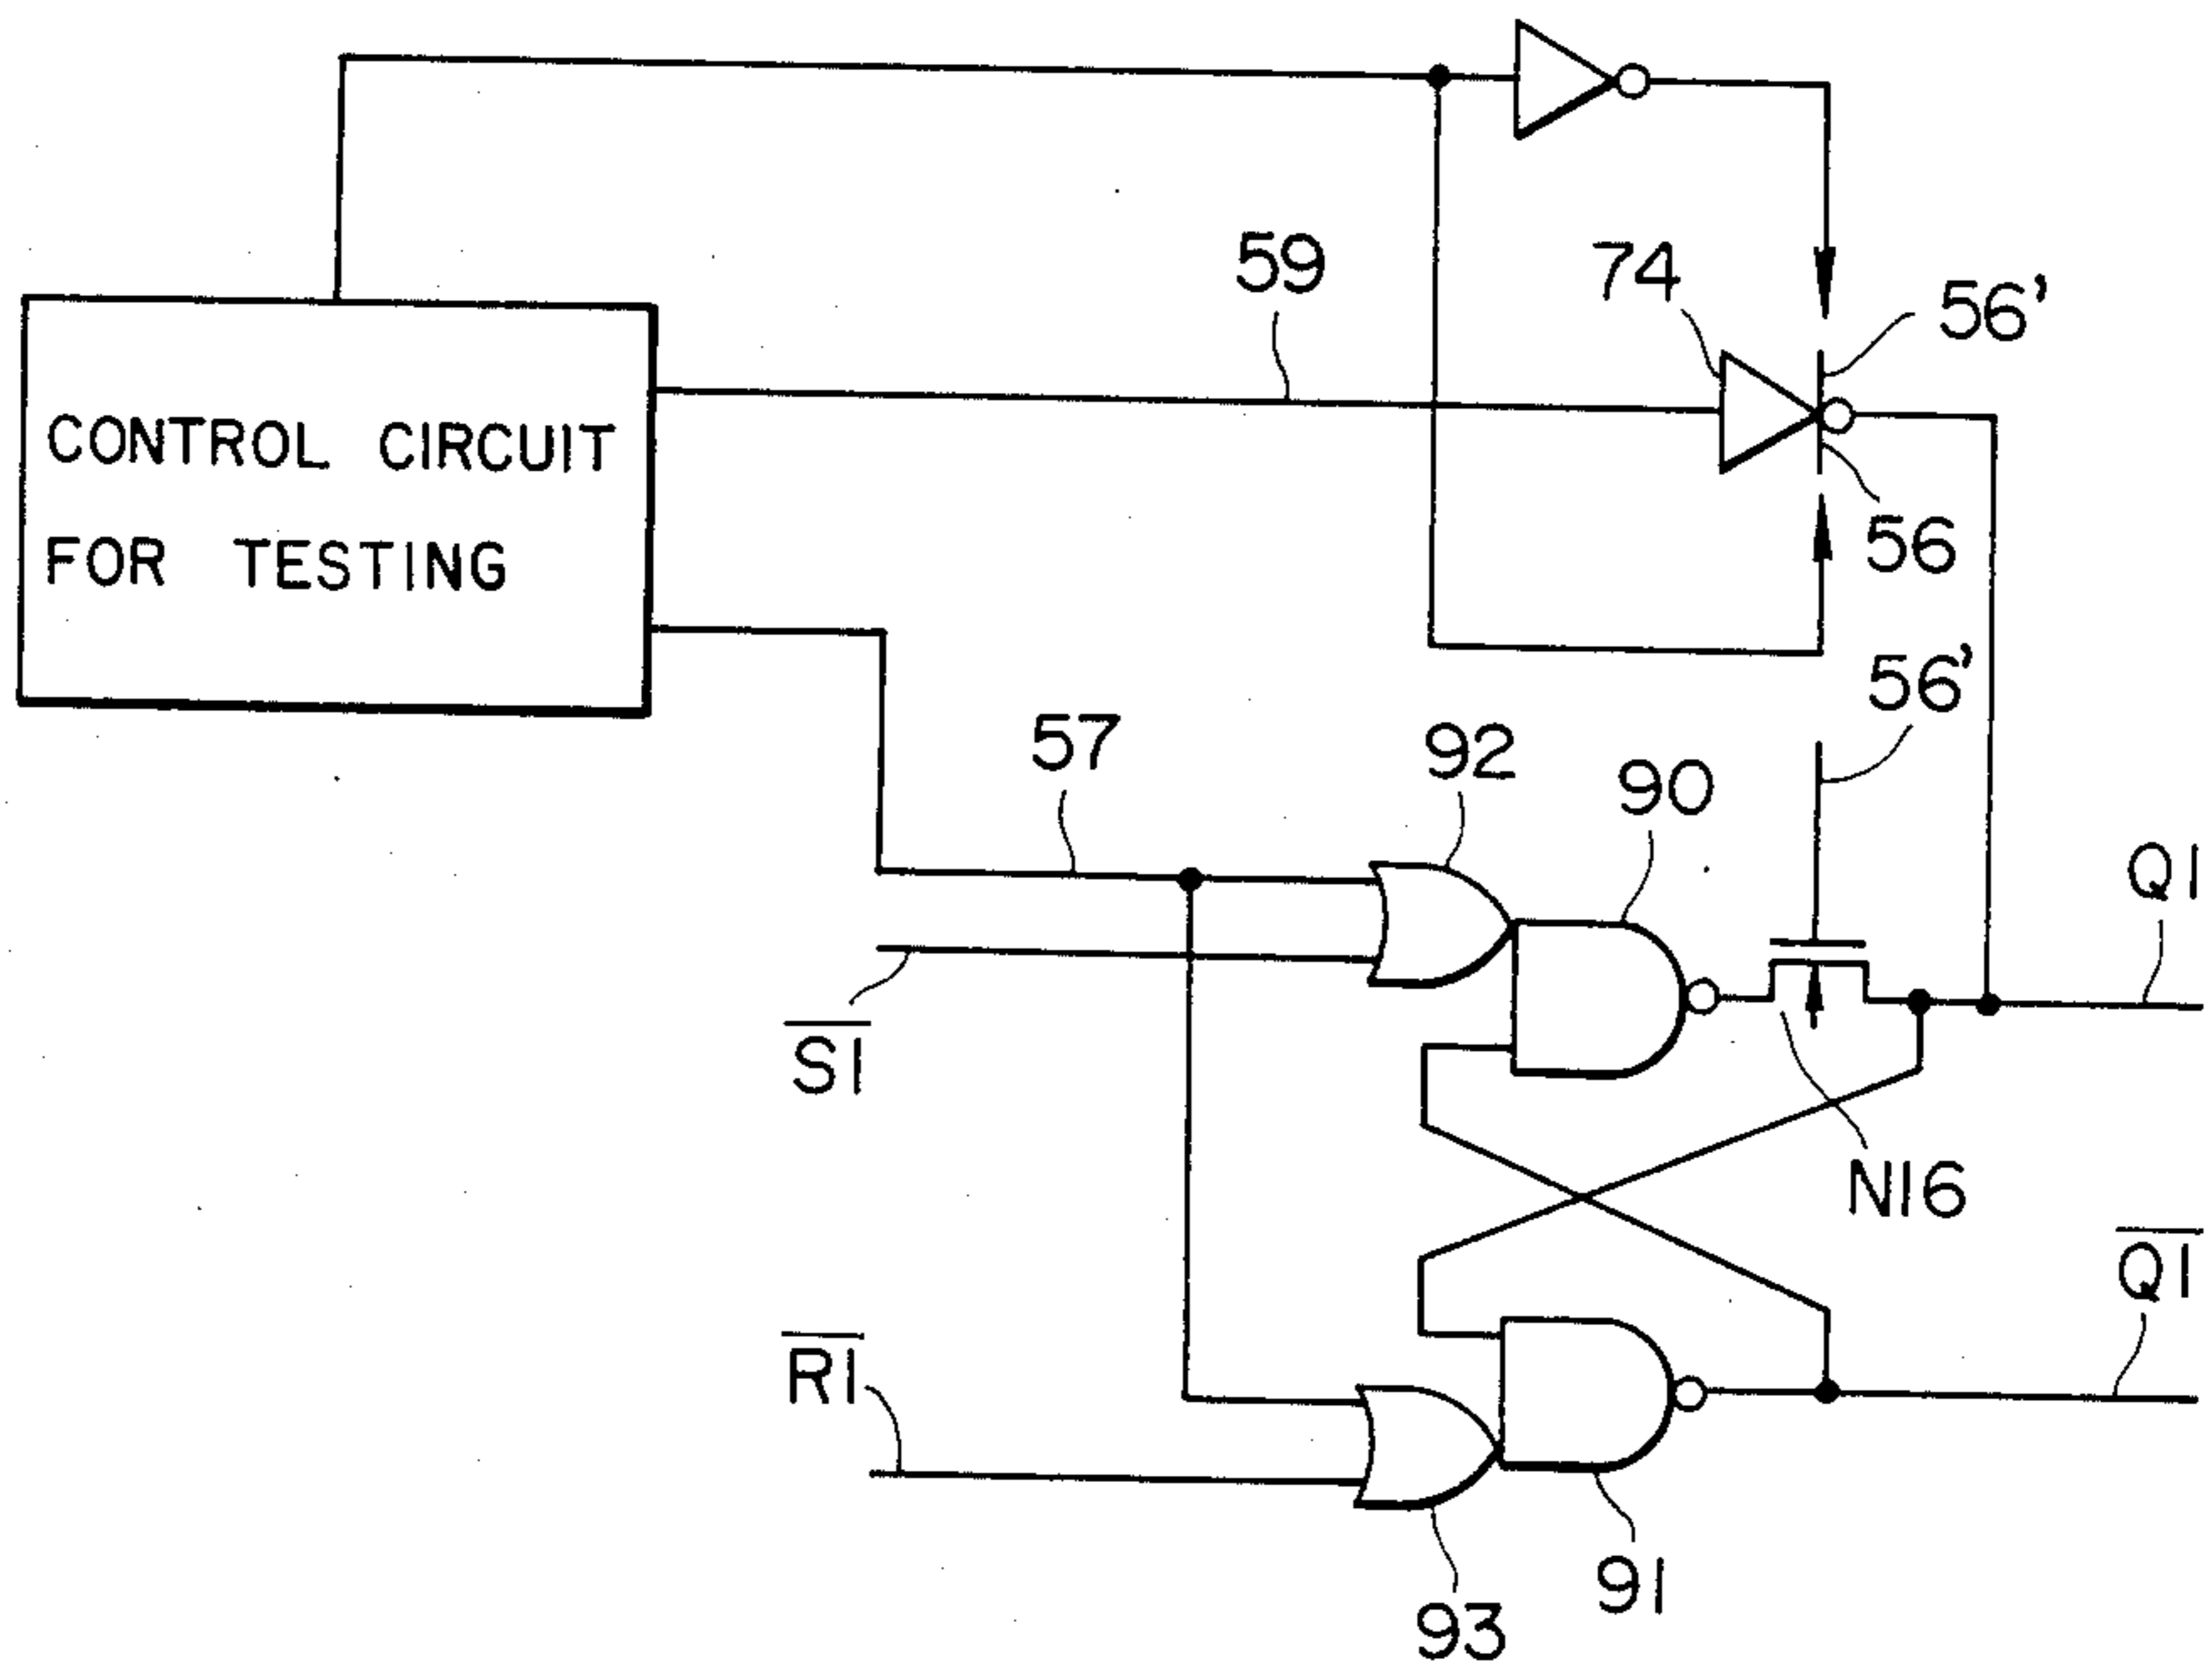 59
74
56'
CONTROL CIRCUIT
FOR TESTING
56
56'
57
92
90
Q1
S1
N16
Q1
R1
91
93